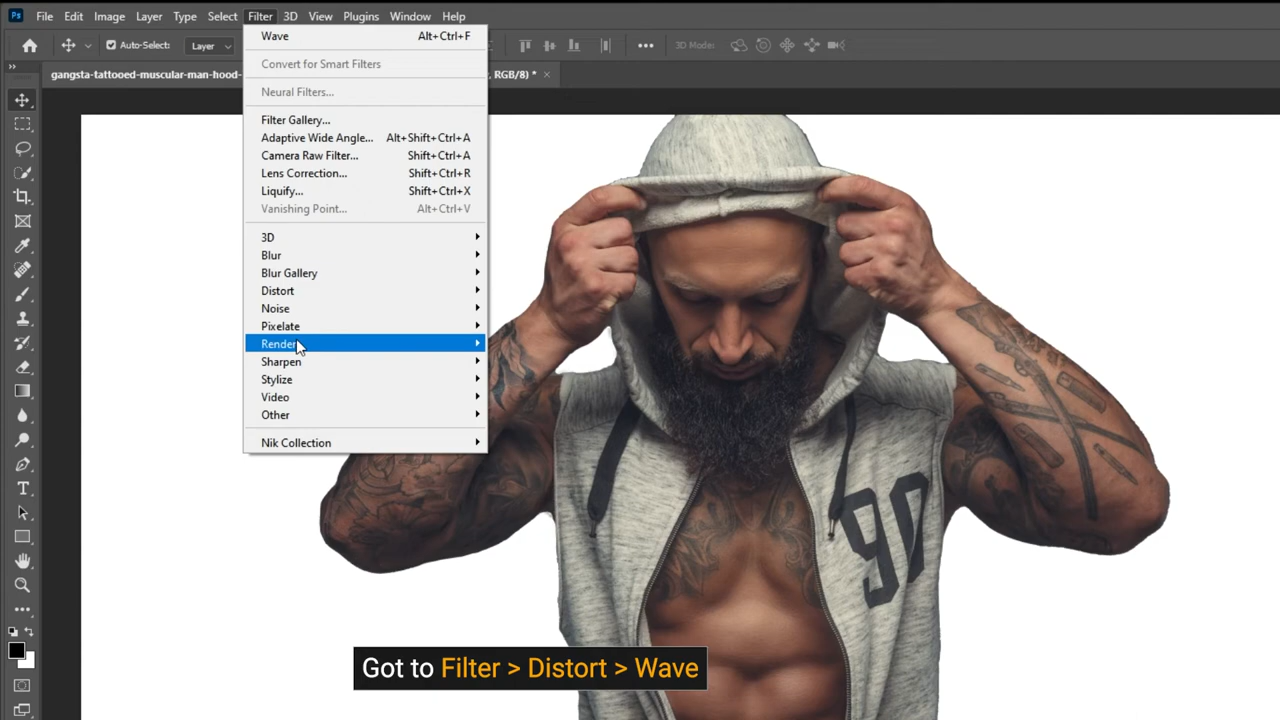 Ps File Edit Image Layer Type Select Filter 3D View Plugins Window Help
Auto-Select: Layer 3D Mode:
gangsta-tattooed-muscular-man-hood- , RGB/8) * ×
Wave Alt+Ctrl+F
Convert for Smart Filters
Neural Filters...
Filter Gallery...
Adaptive Wide Angle... Alt+Shift+Ctrl+A
Camera Raw Filter... Shift+Ctrl+A
Lens Correction... Shift+Ctrl+R
Liquify... Shift+Ctrl+X
Vanishing Point... Alt+Ctrl+V
3D
Blur
Blur Gallery
Distort
Noise
Pixelate
Render
Sharpen
Stylize
Video
Other
Nik Collection
90
Got to Filter > Distort > Wave